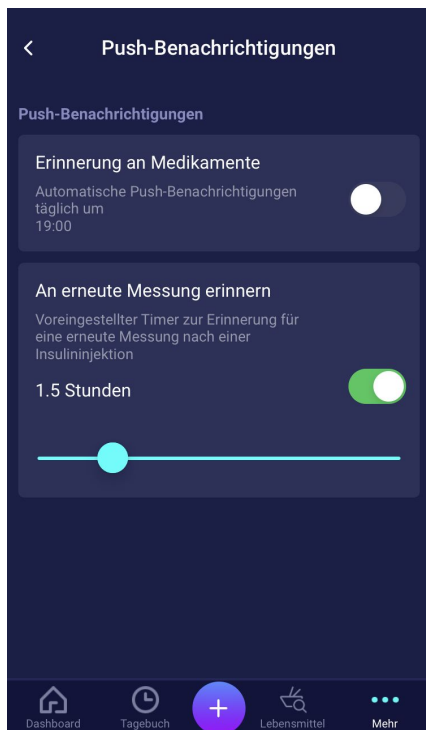 Push-Benachrichtigungen
Push-Benachrichtigungen
Erinnerung an Medikamente
Automatische Push-Benachrichtigungen
täglich um
19:00
An erneute Messung erinnern
Voreingestellter Timer zur Erinnerung für
eine erneute Messung nach einer
Insulininjektion
1.5 Stunden
Dashboard
Tagebuch
Lebensmittel
Mehr